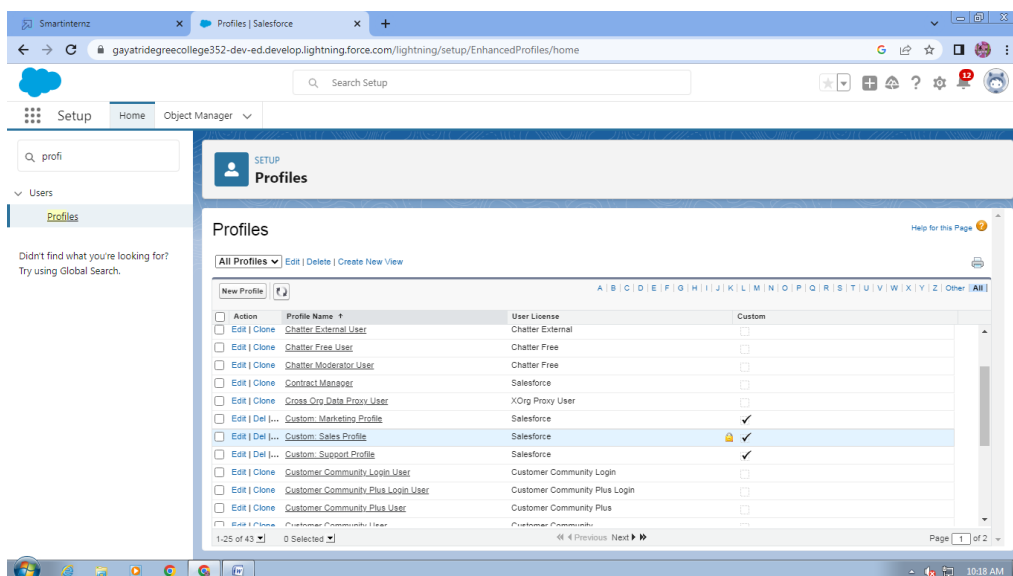 Smartinternz
Profiles | Salesforce
gayatridegreecollege352-dev-ed.develop.lightning.force.com/lightning/setup/EnhancedProfiles/home
G
Search Setup
12
Setup
Home
Object Manager
profi
Users
Profiles
Didn't find what you're looking for?
Try using Global Search.
SETUP
Profiles
Profiles
Help for this Page
All Profiles Edit | Delete | Create New View
New Profile
A | B | C | D | E | F | G | H | I | J | K | L | M | N | O | P | Q | R | S | T | U | V | W | X | Y | Z | Other | All
Action Profile Name ↑ User License Custom
Edit | Clone Chatter External User Chatter External
Edit | Clone Chatter Free User Chatter Free
Edit | Clone Chatter Moderator User Chatter Free
Edit | Clone Contract Manager Salesforce
Edit | Clone Cross Org Data Proxy User XOrg Proxy User
Edit | Del |... Custom: Marketing Profile Salesforce
Edit | Del |... Custom: Sales Profile Salesforce
Edit | Del |... Custom: Support Profile Salesforce
Edit | Clone Customer Community Login User Customer Community Login
Edit | Clone Customer Community Plus Login User Customer Community Plus Login
Edit | Clone Customer Community Plus User Customer Community Plus
Edit | Clone Customer Community User Customer Community
1-25 of 43 0 Selected Previous Next Page 1 of 2
10:18 AM